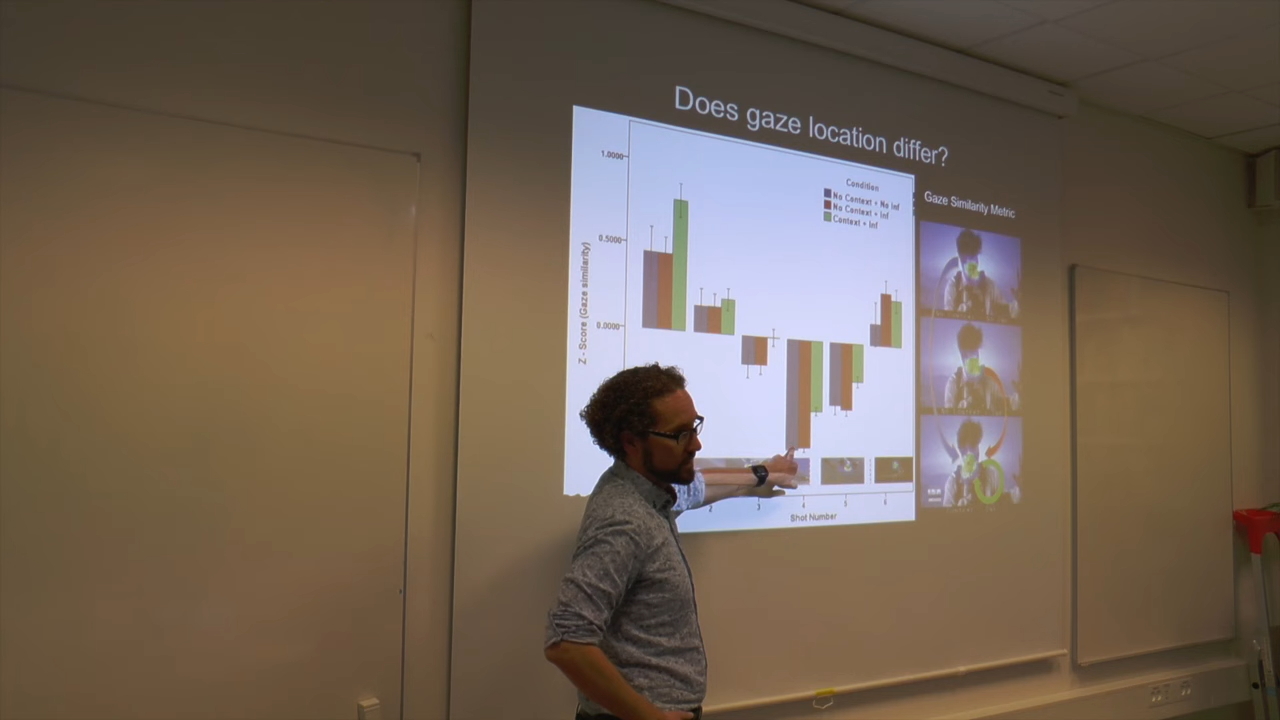 Does gaze location differ?
1.0000
0.5000
0.0000
Z - Score (Gaze similarity)
Condition
No Context + No Inf
No Context + Inf
Context + Inf
2
3
4
5
6
Shot Number
Gaze Similarity Metric